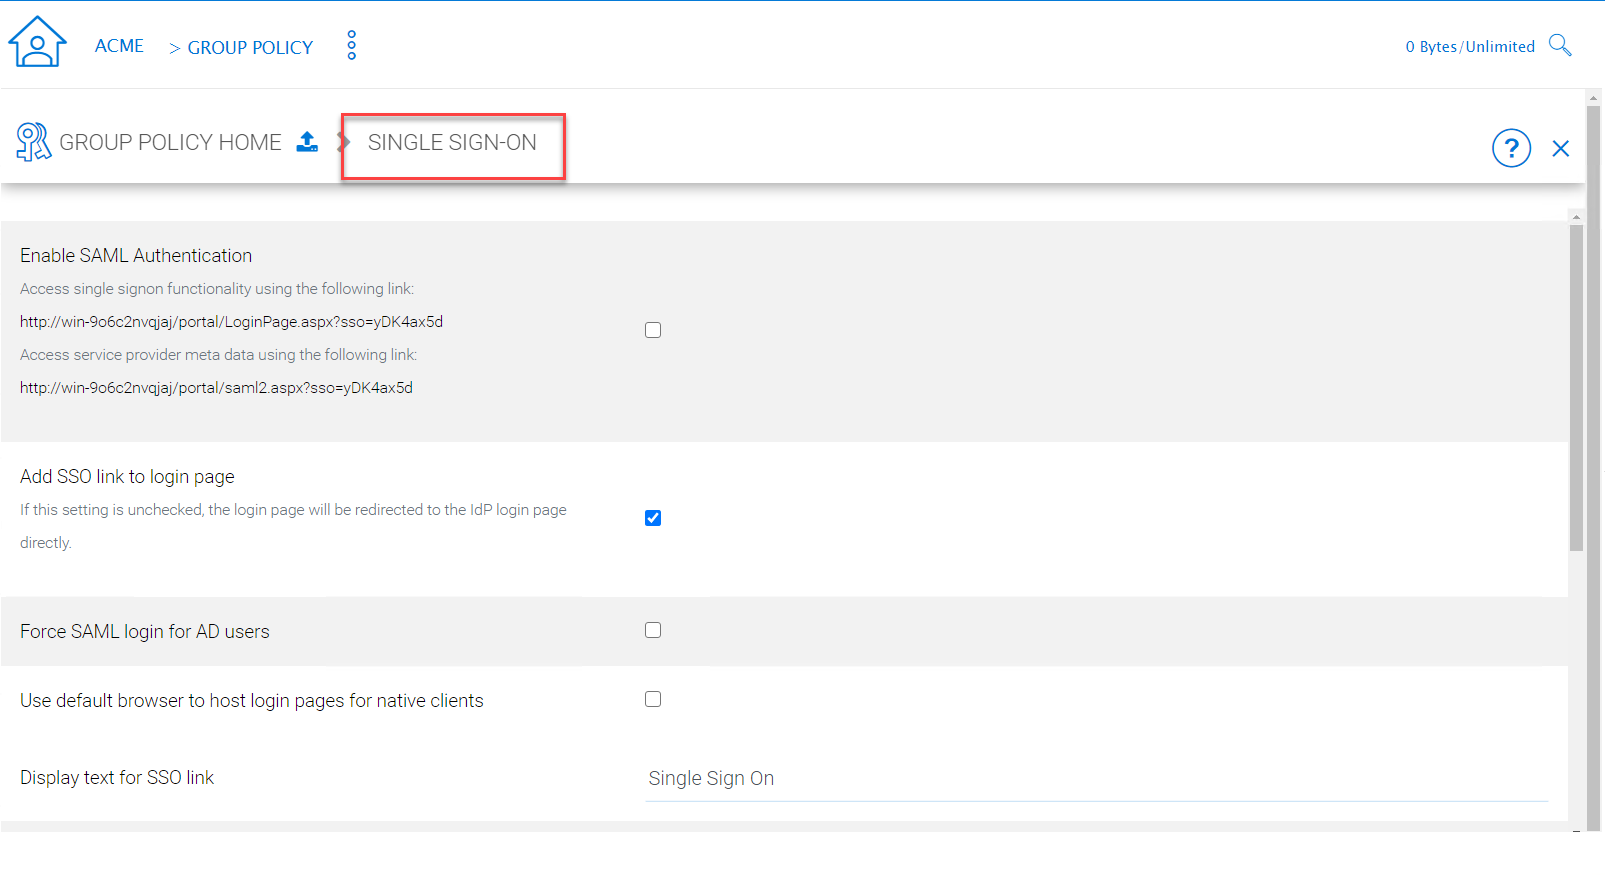 ACME > GROUP POLICY
0 Bytes/Unlimited
GROUP POLICY HOME
SINGLE SIGN-ON
?
Enable SAML Authentication
Access single signon functionality using the following link:
http://win-9o6c2nvqjaj/portal/LoginPage.aspx?sso=yDK4ax5d
Access service provider meta data using the following link:
http://win-9o6c2nvqjaj/portal/saml2.aspx?sso=yDK4ax5d
Add SSO link to login page
If this setting is unchecked, the login page will be redirected to the IdP login page
directly.
Force SAML login for AD users
Use default browser to host login pages for native clients
Display text for SSO link
Single Sign On